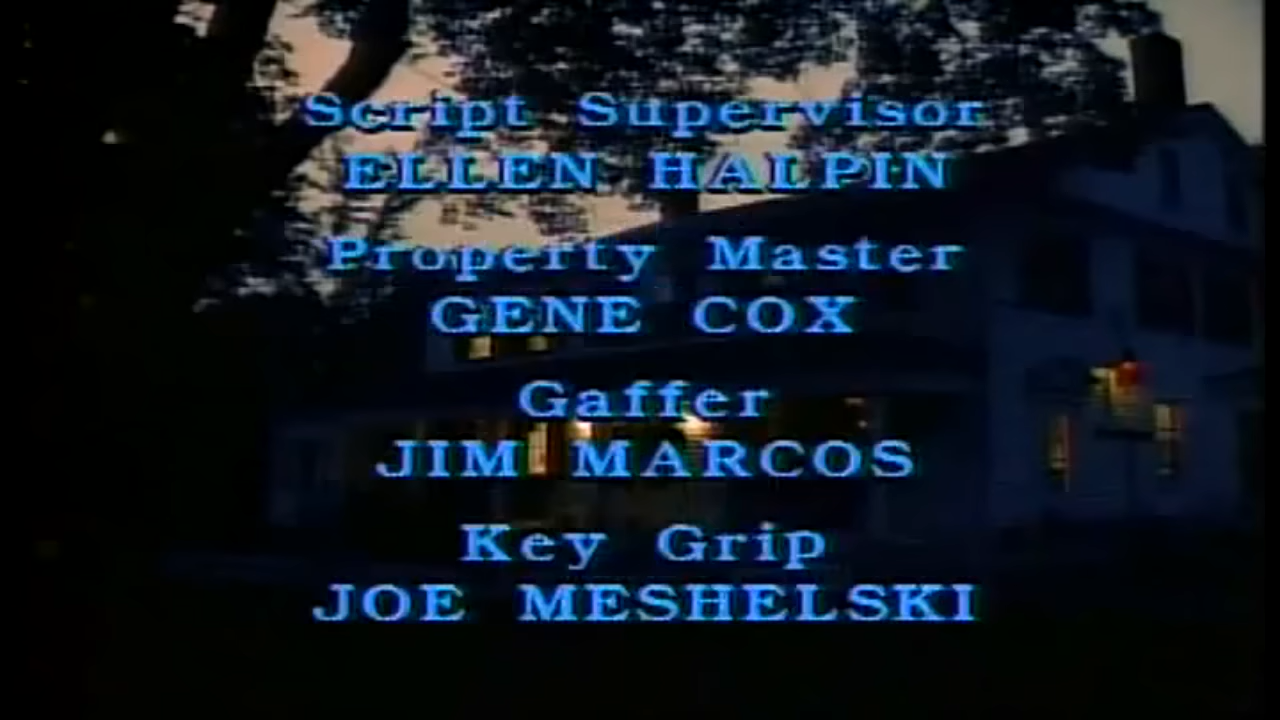 Script Supervisor
ELLEN HALPIN
Property Master
GENE COX
Gaffer
JIM MARCOS
Key Grip
JOE MESHELSKI